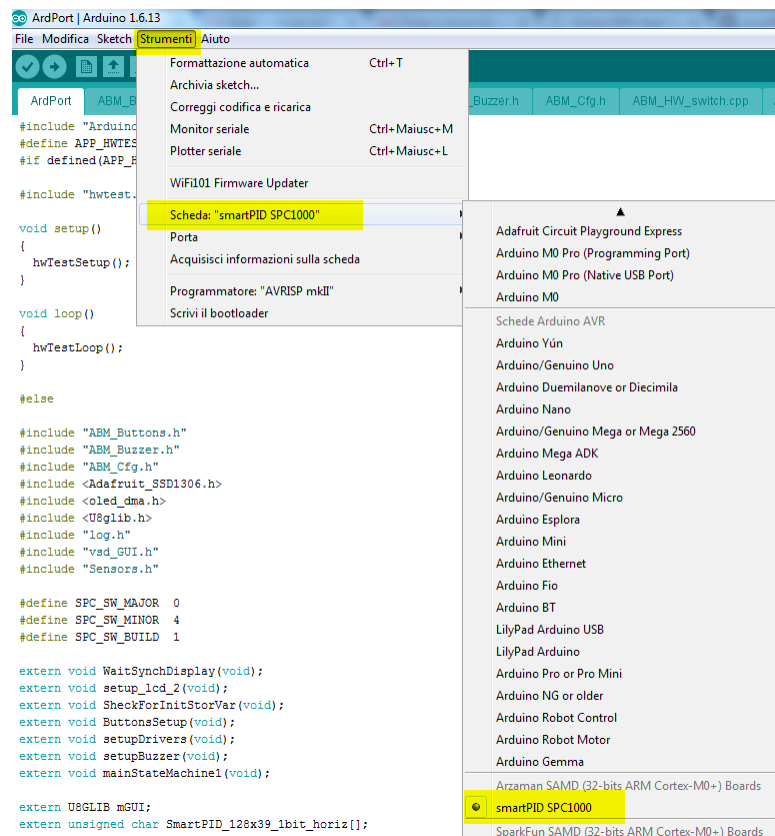 ArdPort | Arduino 1.6.13
File Modifica Sketch Strumenti Aiuto
ArdPort
ABM_B
_Buzzer.h
ABM_Cfg.h
ABM_HW_switch.cpp
Formattazione automatica Ctrl+T
Archivia sketch...
Correggi codifica e ricarica
Monitor seriale Ctrl+Maiusc+M
Plotter seriale Ctrl+Maiusc+L
WiFi101 Firmware Updater
Scheda: "smartPID SPC1000"
Porta
Acquisisci informazioni sulla scheda
Programmatore: "AVRISP mkII"
Scrivi il bootloader
Adafruit Circuit Playground Express
Arduino M0 Pro (Programming Port)
Arduino M0 Pro (Native USB Port)
Arduino M0
Schede Arduino AVR
Arduino Yún
Arduino/Genuino Uno
Arduino Duemilanove or Diecimila
Arduino Nano
Arduino/Genuino Mega or Mega 2560
Arduino Mega ADK
Arduino Leonardo
Arduino/Genuino Micro
Arduino Esplora
Arduino Mini
Arduino Ethernet
Arduino Fio
Arduino BT
LilyPad Arduino USB
LilyPad Arduino
Arduino Pro or Pro Mini
Arduino NG or older
Arduino Robot Control
Arduino Robot Motor
Arduino Gemma
Arzaman SAMD (32-bits ARM Cortex-M0+) Boards
smartPID SPC1000
SparkFun SAMD (32-bits ARM Cortex-M0+) Boards
#include "Arduino
#define APP_HWTES
#if defined(APP_H
#include "hwtest.
void setup()
{
hwTestSetup();
}
void loop()
{
hwTestLoop();
}
#else
#include "ABM_Buttons.h"
#include "ABM_Buzzer.h"
#include "ABM_Cfg.h"
#include <Adafruit_SSD1306.h>
#include <oled_dma.h>
#include <U8glib.h>
#include "log.h"
#include "vsd_GUI.h"
#include "Sensors.h"
#define SPC_SW_MAJOR 0
#define SPC_SW_MINOR 4
#define SPC_SW_BUILD 1
extern void WaitSynchDisplay(void);
extern void setup_lcd_2(void);
extern void SheckForInitStorVar(void);
extern void ButtonsSetup(void);
extern void setupDrivers(void);
extern void setupBuzzer(void);
extern void mainStateMachine1(void);
extern U8GLIB mGUI;
extern unsigned char SmartPID_128x39_1bit_horiz[];